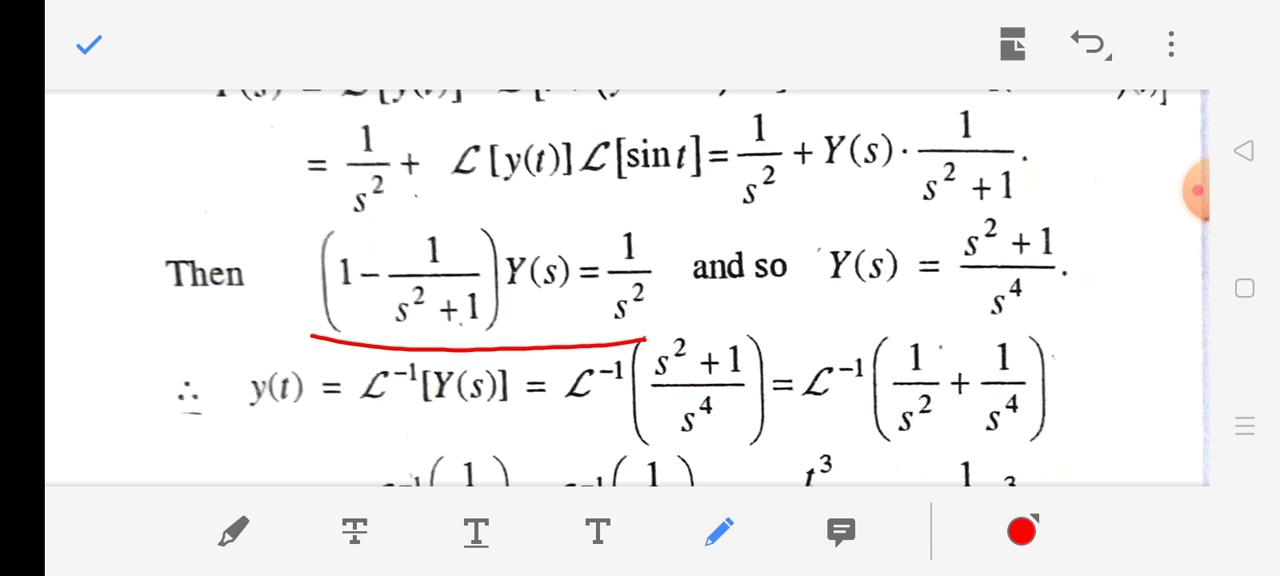 = 1/s² + ℒ[y(t)]ℒ[sin t] = 1/s² + Y(s) · 1/(s² + 1).
Then (1 − 1/(s² + 1)) Y(s) = 1/s² and so Y(s) = (s² + 1)/s⁴.
∴ y(t) = ℒ⁻¹[Y(s)] = ℒ⁻¹((s² + 1)/s⁴) = ℒ⁻¹(1/s² + 1/s⁴)
T T T